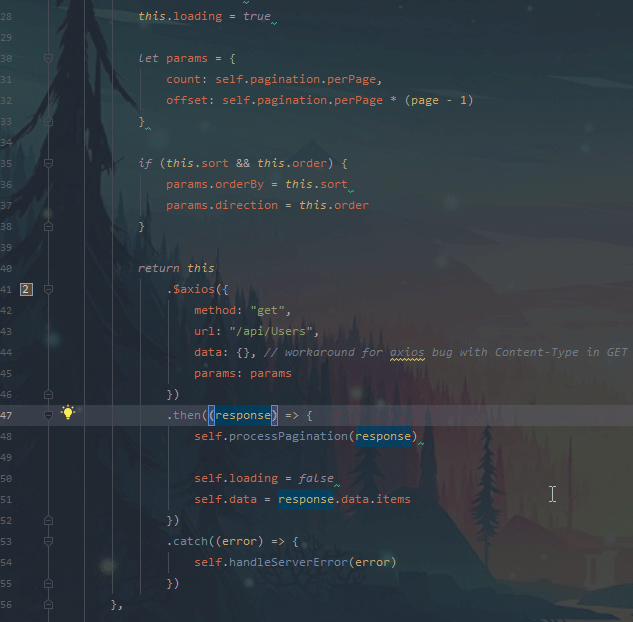 28 this.loading = true
29
30 let params = {
31 count: self.pagination.perPage,
32 offset: self.pagination.perPage * (page - 1)
33 }
34
35 if (this.sort && this.order) {
36 params.orderBy = this.sort
37 params.direction = this.order
38 }
39
40 return this
41 2 .$axios({
42 method: "get",
43 url: "/api/Users",
44 data: {}, // workaround for axios bug with Content-Type in GET
45 params: params
46 })
47 .then((response) => {
48 self.processPagination(response)
49
50 self.loading = false
51 self.data = response.data.items
52 })
53 .catch((error) => {
54 self.handleServerError(error)
55 })
56 },